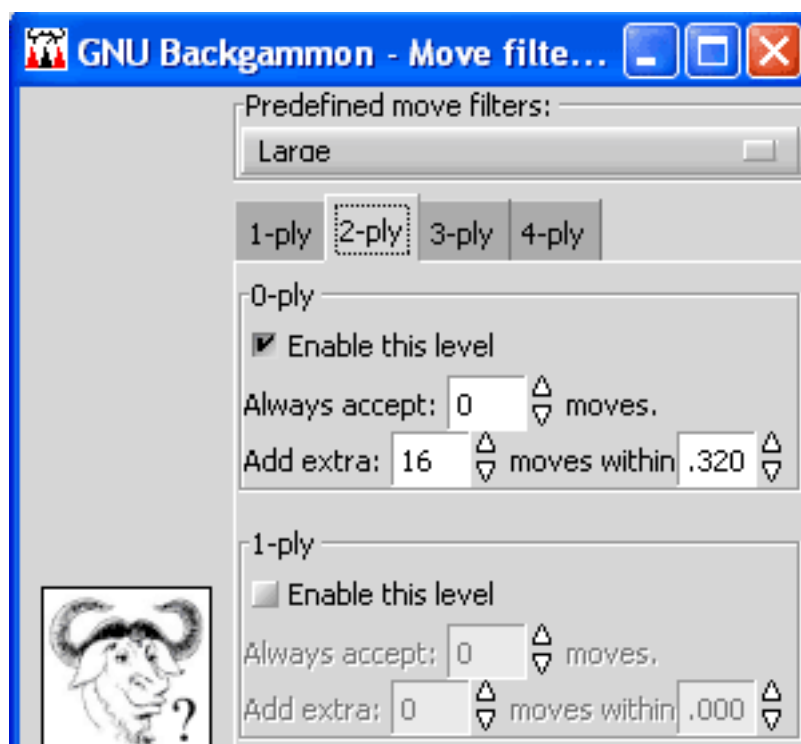 GNU Backgammon - Move filte...
Predefined move filters:
Large
1-ply 2-ply 3-ply 4-ply
0-ply
Enable this level
Always accept: 0 moves.
Add extra: 16 moves within .320
1-ply
Enable this level
Always accept: 0 moves.
Add extra: 0 moves within .000
?